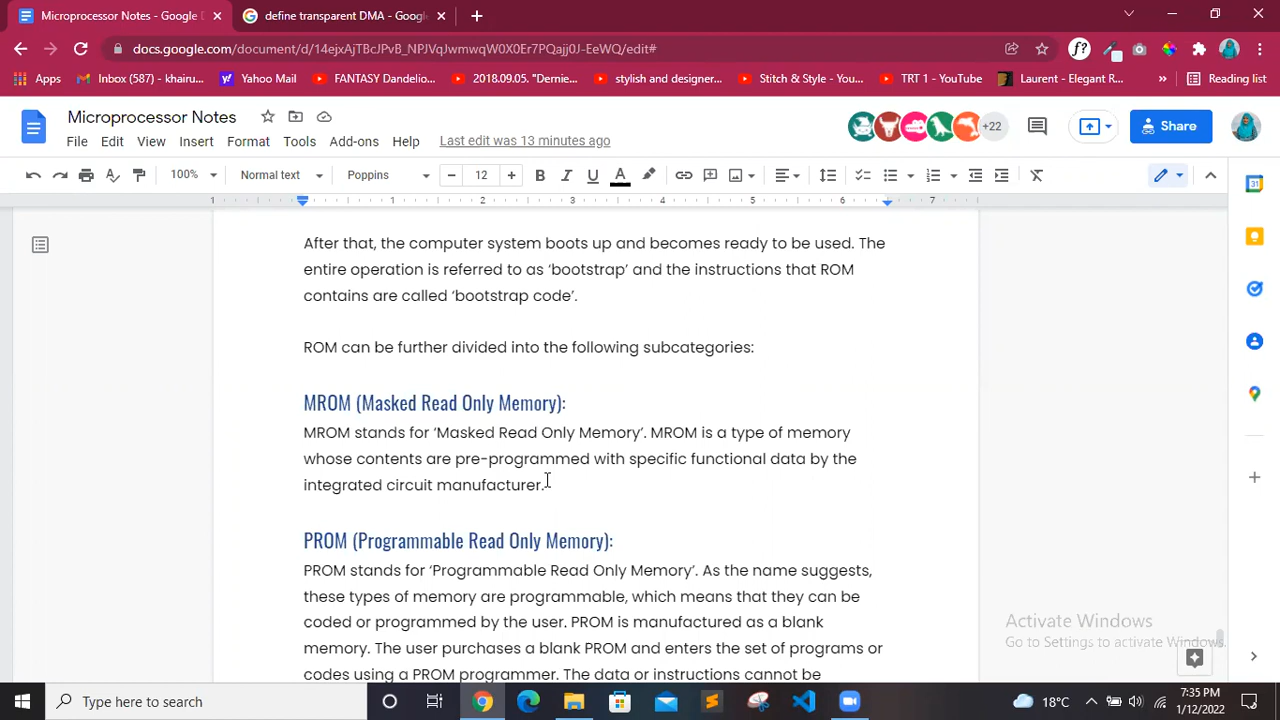 Microprocessor Notes - Google D
define transparent DMA - Google
docs.google.com/document/d/14ejxAjTBcJPvB_NPJVqJwmwqW0X0Er7PQajj0J-EeWQ/edit#
Apps
Inbox (587) - khairu...
Yahoo Mail
FANTASY Dandelio...
2018.09.05. "Dernie...
stylish and designer...
Stitch & Style - You...
TRT 1 - YouTube
Laurent - Elegant R...
Reading list
Microprocessor Notes
+22
Share
File Edit View Insert Format Tools Add-ons Help Last edit was 13 minutes ago
100% Normal text Poppins 12
1 1 2 3 4 5 6 7
After that, the computer system boots up and becomes ready to be used. The
entire operation is referred to as ‘bootstrap’ and the instructions that ROM
contains are called ‘bootstrap code’.
ROM can be further divided into the following subcategories:
MROM (Masked Read Only Memory):
MROM stands for ‘Masked Read Only Memory’. MROM is a type of memory
whose contents are pre-programmed with specific functional data by the
integrated circuit manufacturer.
PROM (Programmable Read Only Memory):
PROM stands for ‘Programmable Read Only Memory’. As the name suggests,
these types of memory are programmable, which means that they can be
coded or programmed by the user. PROM is manufactured as a blank
memory. The user purchases a blank PROM and enters the set of programs or
codes using a PROM programmer. The data or instructions cannot be
Activate Windows
Go to Settings to activate Windows.
Type here to search
18°C
7:35 PM
1/12/2022